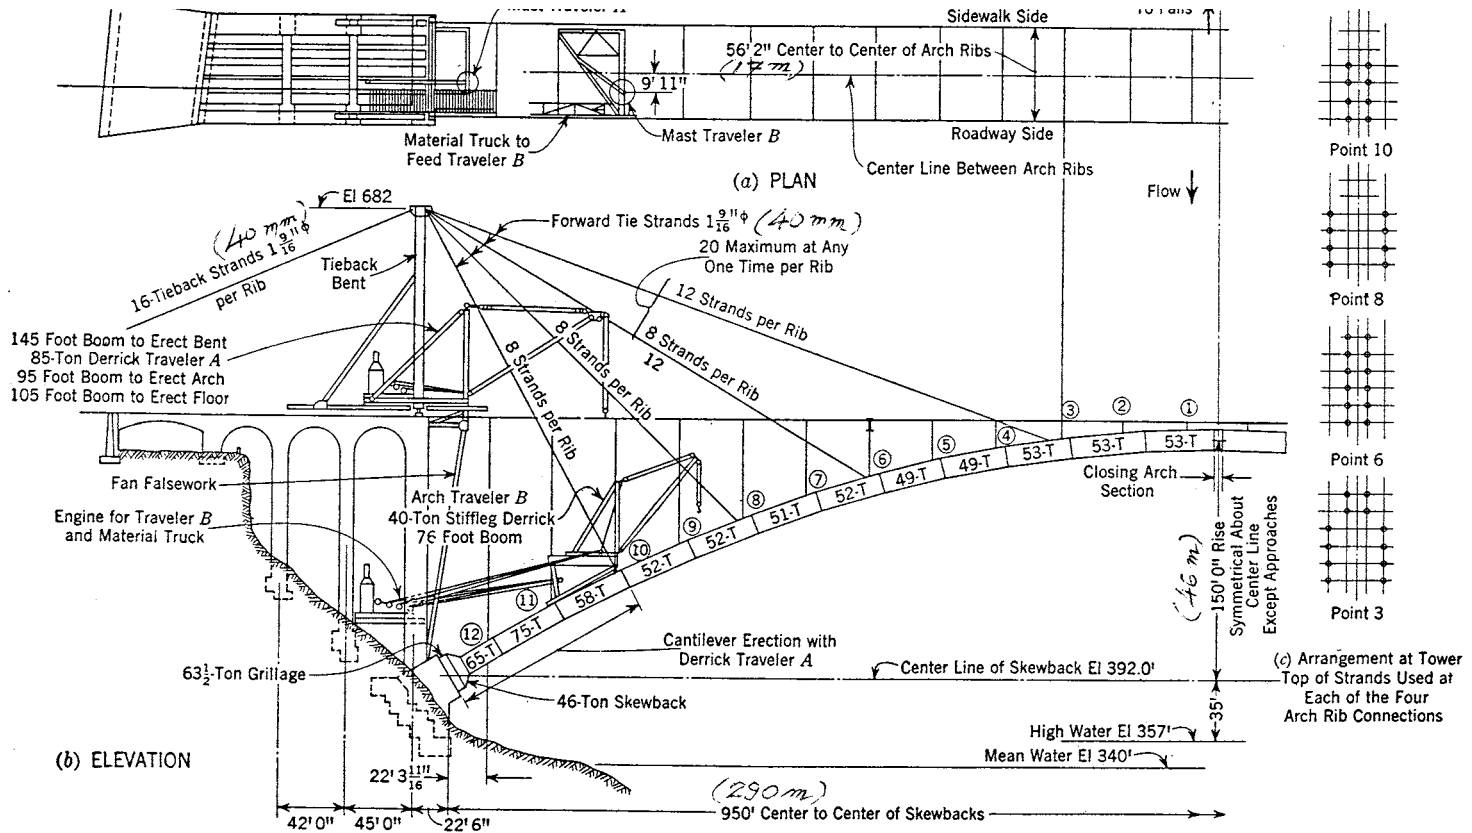 Sidewalk Side
56' 2" Center to Center of Arch Ribs
(17 m)
9' 11"
Mast Traveler B
Material Truck to
Feed Traveler B
Roadway Side
Center Line Between Arch Ribs
(a) PLAN
Flow
Point 10
Point 8
Point 6
Point 3
(c) Arrangement at Tower
Top of Strands Used at
Each of the Four
Arch Rib Connections
El 682
(40 mm)
16-Tieback Strands 1 9/16" φ
per Rib
Tieback
Bent
Forward Tie Strands 1 9/16" φ (40 mm)
20 Maximum at Any
One Time per Rib
12 Strands per Rib
8 Strands per Rib
12
8 Strands per Rib
8 Strands per Rib
145 Foot Boom to Erect Bent
85-Ton Derrick Traveler A
95 Foot Boom to Erect Arch
105 Foot Boom to Erect Floor
Fan Falsework
Engine for Traveler B
and Material Truck
Arch Traveler B
40-Ton Stiffleg Derrick
76 Foot Boom
1
2
3
4
5
6
7
8
9
10
11
12
53-T
53-T
53-T
49-T
49-T
52-T
51-T
52-T
52-T
58-T
75-T
65-T
Closing Arch
Section
(46 m)
150' 0" Rise
Symmetrical About
Center Line
Except Approaches
Cantilever Erection with
Derrick Traveler A
63½-Ton Grillage
46-Ton Skewback
Center Line of Skewback El 392.0'
35'
High Water El 357'
Mean Water El 340'
(b) ELEVATION
22' 3 11/16"
(290 m)
950' Center to Center of Skewbacks
42' 0"
45' 0"
22' 6"